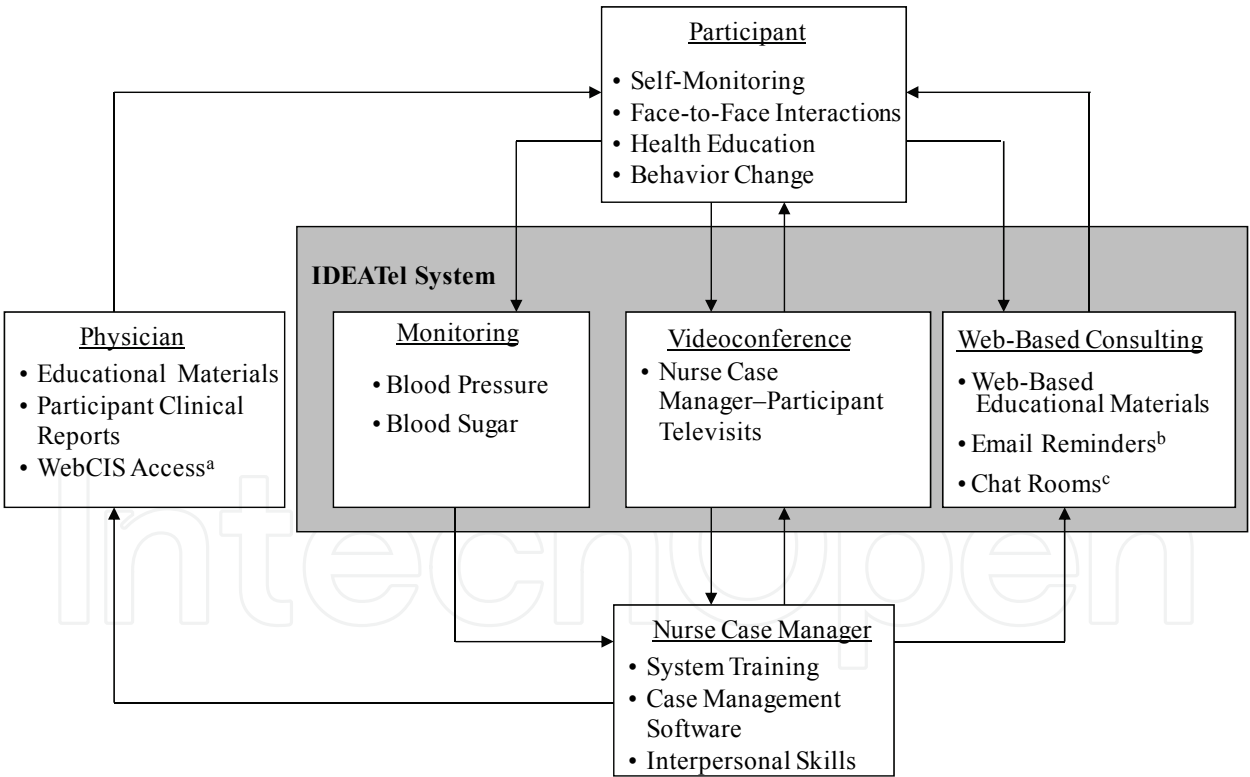 Participant
• Self-Monitoring
• Face-to-Face Interactions
• Health Education
• Behavior Change
IDEATel System
Physician
• Educational Materials
• Participant Clinical
Reports
• WebCIS Accessᵃ
Monitoring
• Blood Pressure
• Blood Sugar
Videoconference
• Nurse Case
Manager–Participant
Televisits
Web-Based Consulting
• Web-Based
Educational Materials
• Email Remindersᵇ
• Chat Roomsᶜ
IntechOpen
Nurse Case Manager
• System Training
• Case Management
Software
• Interpersonal Skills